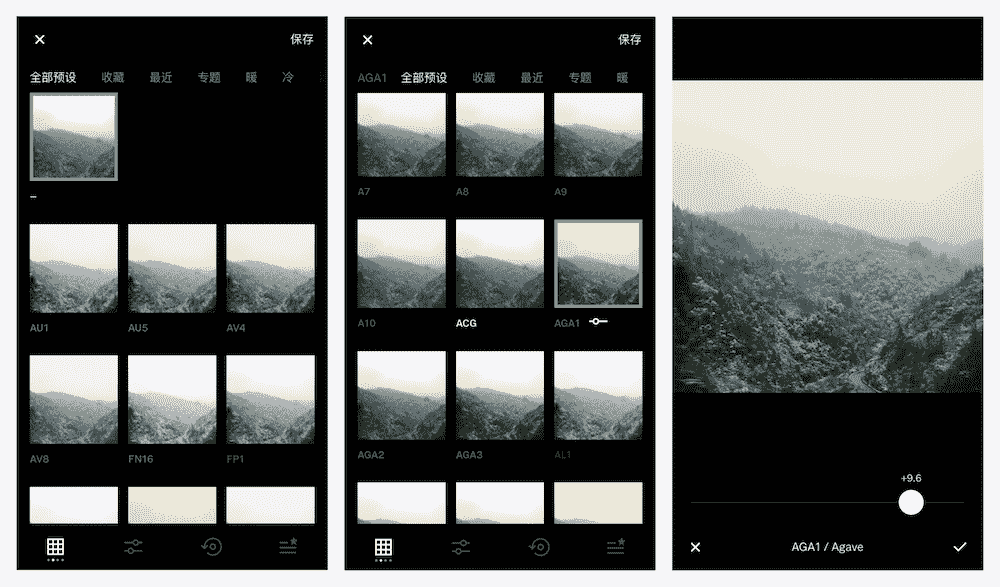 保存
全部预设 收藏 最近 专题 暖 冷
–
AU1 AU5 AV4
AV8 FN16 FP1
保存
AGA1 全部预设 收藏 最近 专题 暖
A7 A8 A9
A10 ACG AGA1
AGA2 AGA3 AL1
+9.6
AGA1 / Agave